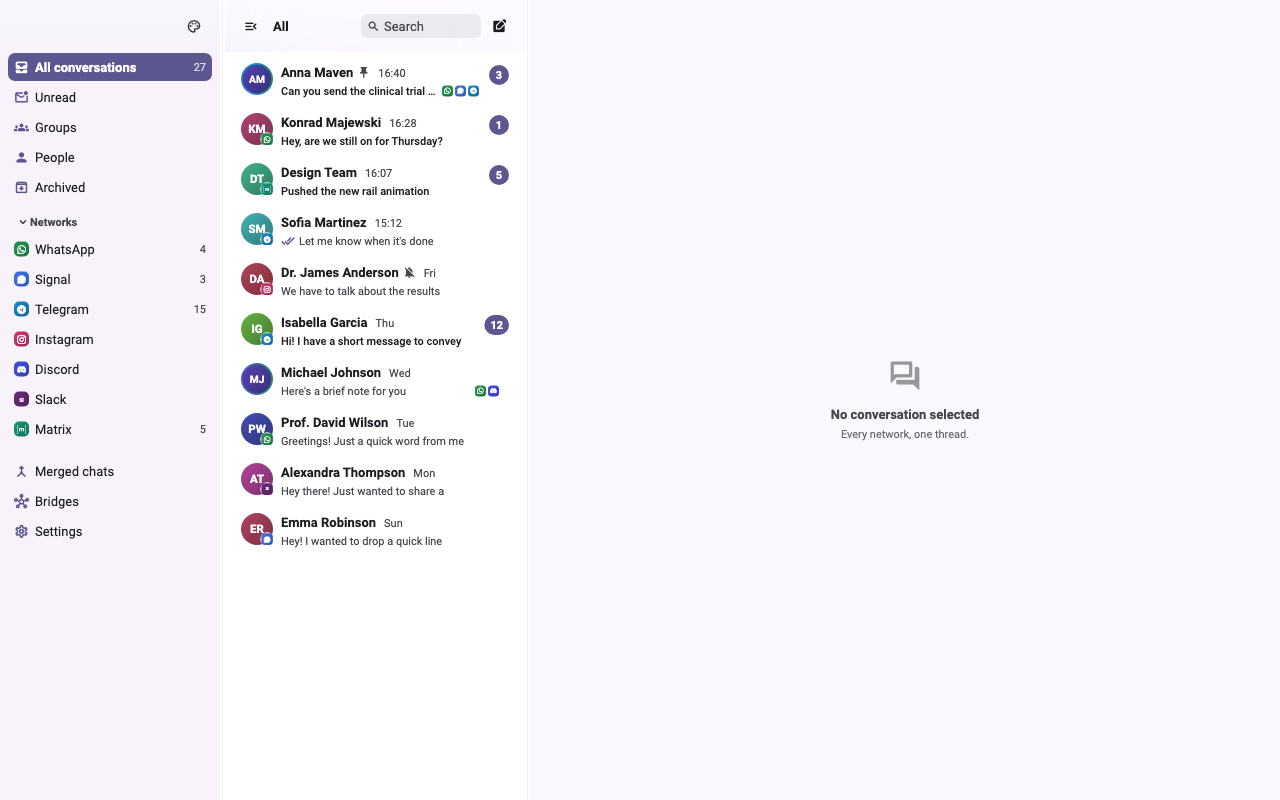 All
Search
All conversations 27
Unread
Groups
People
Archived
Networks
WhatsApp 4
Signal 3
Telegram 15
Instagram
Discord
Slack
Matrix 5
Merged chats
Bridges
Settings
AM
Anna Maven 16:40
3
Can you send the clinical trial …
KM
Konrad Majewski 16:28
1
Hey, are we still on for Thursday?
DT
Design Team 16:07
5
Pushed the new rail animation
SM
Sofia Martinez 15:12
Let me know when it's done
DA
Dr. James Anderson Fri
We have to talk about the results
IG
Isabella Garcia Thu
12
Hi! I have a short message to convey
MJ
Michael Johnson Wed
Here's a brief note for you
PW
Prof. David Wilson Tue
Greetings! Just a quick word from me
AT
Alexandra Thompson Mon
Hey there! Just wanted to share a
ER
Emma Robinson Sun
Hey! I wanted to drop a quick line
No conversation selected
Every network, one thread.